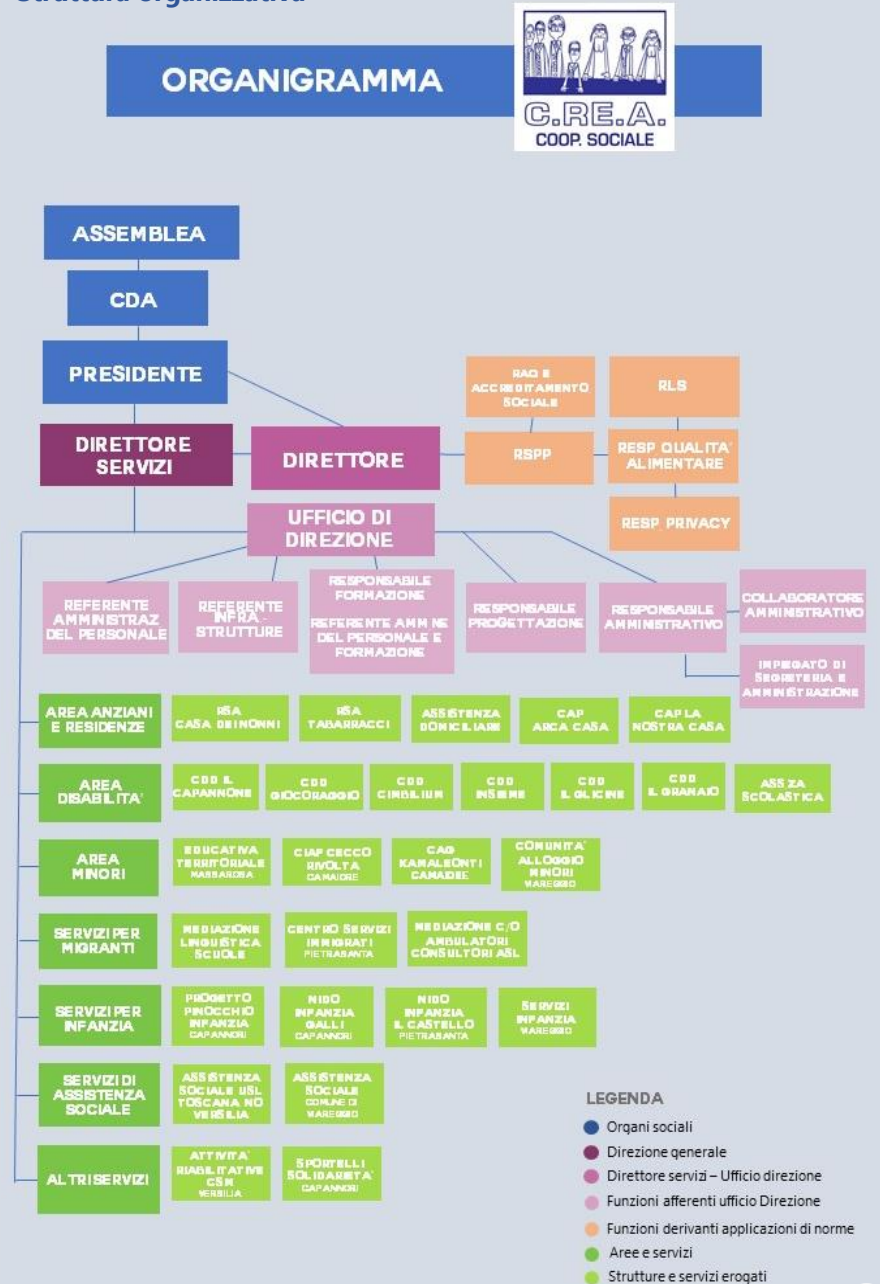 Struttura organizzativa
ORGANIGRAMMA
C.RE.A.
COOP. SOCIALE
ASSEMBLEA
CDA
PRESIDENTE
DIRETTORE
SERVIZI
DIRETTORE
RAQ E
ACCREDITAMENTO
SOCIALE
RLS
RSPP
RESP QUALITA'
ALIMENTARE
RESP PRIVACY
UFFICIO DI
DIREZIONE
REFERENTE
AMMINISTRAZ
DEL PERSONALE
REFERENTE
INFRA -
STRUTTURE
RESPONSABILE
FORMAZIONE
REFERENTE AMM NE
DEL PERSONALE E
FORMAZIONE
RESPONSABILE
PROGETTAZIONE
RESPONSABILE
AMMINISTRATIVO
COLLABORATORE
AMMINISTRATIVO
IMPIEGATO DI
SEGRETERIA E
AMMINISTRAZIONE
AREA ANZIANI
E RESIDENZE
RSA
CASA DEI NONNI
RSA
TABARRACCI
ASSISTENZA
DOMICILIARE
CAP
ARCA CASA
CAP LA
NOSTRA CASA
AREA
DISABILITA'
CDD IL
CAPANNONE
CDD
GIOCORAGGIO
CDD
CIMBILIUM
CDD
INSIEME
CDD
IL GLICINE
CDD
IL GRANAIO
ASS ZA
SCOLASTICA
AREA
MINORI
EDUCATIVA
TERRITORIALE
MASSAROSA
CIAF CECCO
RIVOLTA
CAMAIORE
CAG
KAMALEONTI
CAMAIORE
COMUNITA'
ALLOGGIO
MINORI
VIAREGGIO
SERVIZI PER
MIGRANTI
MEDIAZIONE
LINGUISTICA
SCUOLE
CENTRO SERVIZI
IMMIGRATI
PIETRASANTA
MEDIAZIONE C/O
AMBULATORI
CONSULTORI ASL
SERVIZI PER
INFANZIA
PROGETTO
PINOCCHIO
INFANZIA
CAPANNORI
NIDO
INFANZIA
GALLI
CAPANNORI
NIDO
INFANZIA
IL CASTELLO
PIETRASANTA
SERVIZI
INFANZIA
VIAREGGIO
SERVIZI DI
ASSISTENZA
SOCIALE
ASSISTENZA
SOCIALE USL
TOSCANA NO
VERSILIA
ASSISTENZA
SOCIALE
COMUNE DI
VIAREGGIO
ALTRI SERVIZI
ATTIVITA'
RIABILITATIVE
CSM
VERSILIA
SPORTELLI
SOLIDARIETA'
CAPANNORI
LEGENDA
Organi sociali
Direzione generale
Direttore servizi – Ufficio direzione
Funzioni afferenti ufficio Direzione
Funzioni derivanti applicazioni di norme
Aree e servizi
Strutture e servizi erogati